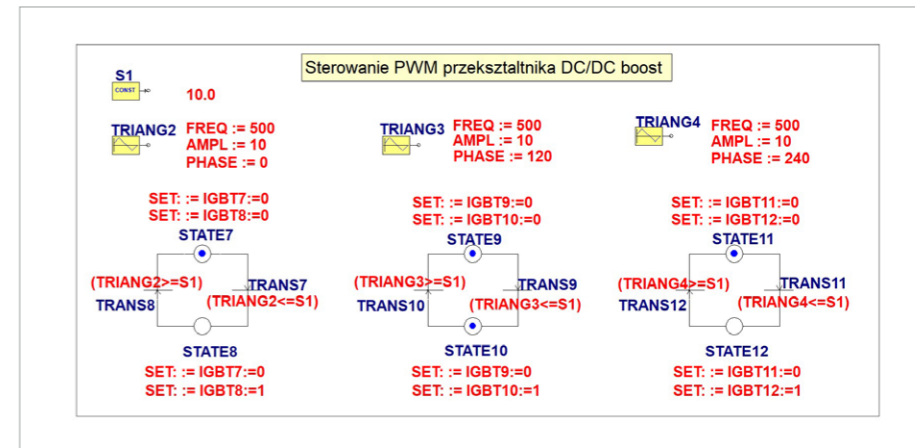 Sterowanie PWM przeksztaltnika DC/DC boost
S1
CONST
10.0
TRIANG2
FREQ := 500
AMPL := 10
PHASE := 0
TRIANG3
FREQ := 500
AMPL := 10
PHASE := 120
TRIANG4
FREQ := 500
AMPL := 10
PHASE := 240
SET: := IGBT7:=0
SET: := IGBT8:=0
STATE7
(TRIANG2>=S1)
TRANS7
TRANS8
(TRIANG2<=S1)
STATE8
SET: := IGBT7:=0
SET: := IGBT8:=1
SET: := IGBT9:=0
SET: := IGBT10:=0
STATE9
(TRIANG3>=S1)
TRANS9
TRANS10
(TRIANG3<=S1)
STATE10
SET: := IGBT9:=0
SET: := IGBT10:=1
SET: := IGBT11:=0
SET: := IGBT12:=0
STATE11
(TRIANG4>=S1)
TRANS11
TRANS12
(TRIANG4<=S1)
STATE12
SET: := IGBT11:=0
SET: := IGBT12:=1